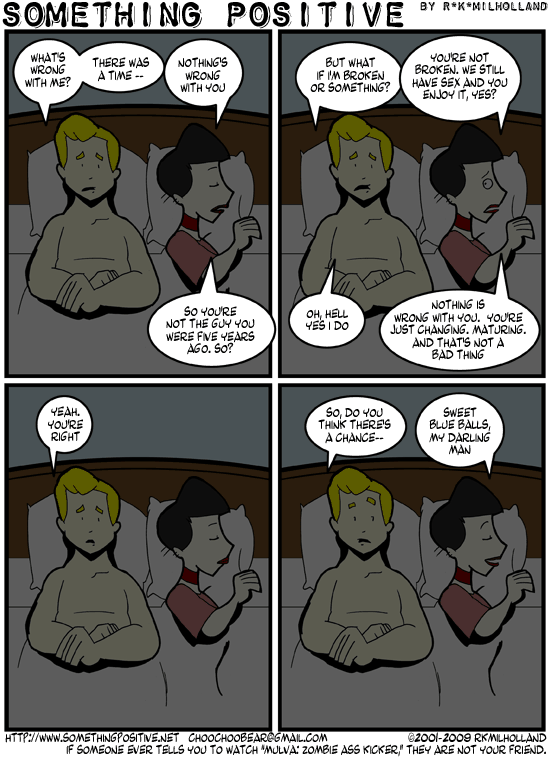 SOMETHING POSITIVE
BY R*K*MILHOLLAND
WHAT'S
WRONG
WITH ME?
THERE WAS
A TIME --
NOTHING'S
WRONG
WITH YOU
SO YOU'RE
NOT THE GUY YOU
WERE FIVE YEARS
AGO. SO?
BUT WHAT
IF I'M BROKEN
OR SOMETHING?
YOU'RE NOT
BROKEN. WE STILL
HAVE SEX AND YOU
ENJOY IT, YES?
OH, HELL
YES I DO
NOTHING IS
WRONG WITH YOU. YOU'RE
JUST CHANGING. MATURING.
AND THAT'S NOT A
BAD THING
YEAH.
YOU'RE
RIGHT
SO, DO YOU
THINK THERE'S
A CHANCE--
SWEET
BLUE BALLS,
MY DARLING
MAN
HTTP://WWW.SOMETHINGPOSITIVE.NET CHOOCHOOBEAR@GMAIL.COM ©2001-2009 RKMILHOLLAND
IF SOMEONE EVER TELLS YOU TO WATCH "MULVA: ZOMBIE ASS KICKER," THEY ARE NOT YOUR FRIEND.